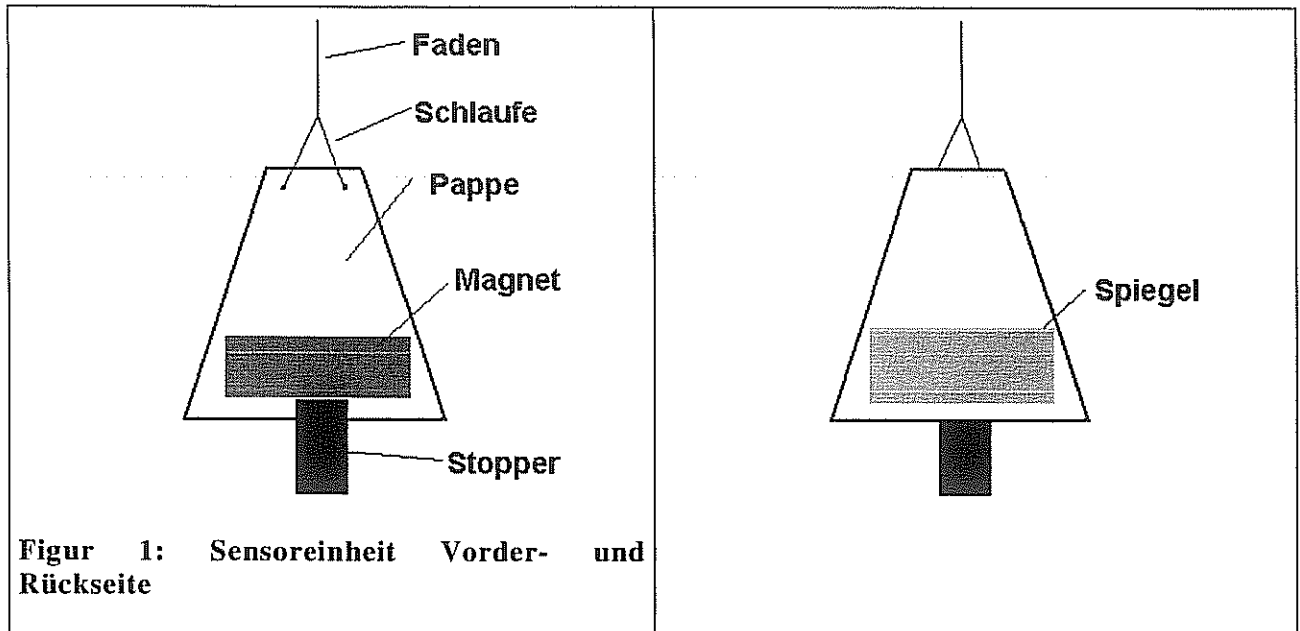 Faden
Schlaufe
Pappe
Magnet
Spiegel
Stopper
Figur 1: Sensoreinheit Vorder- und
Rückseite